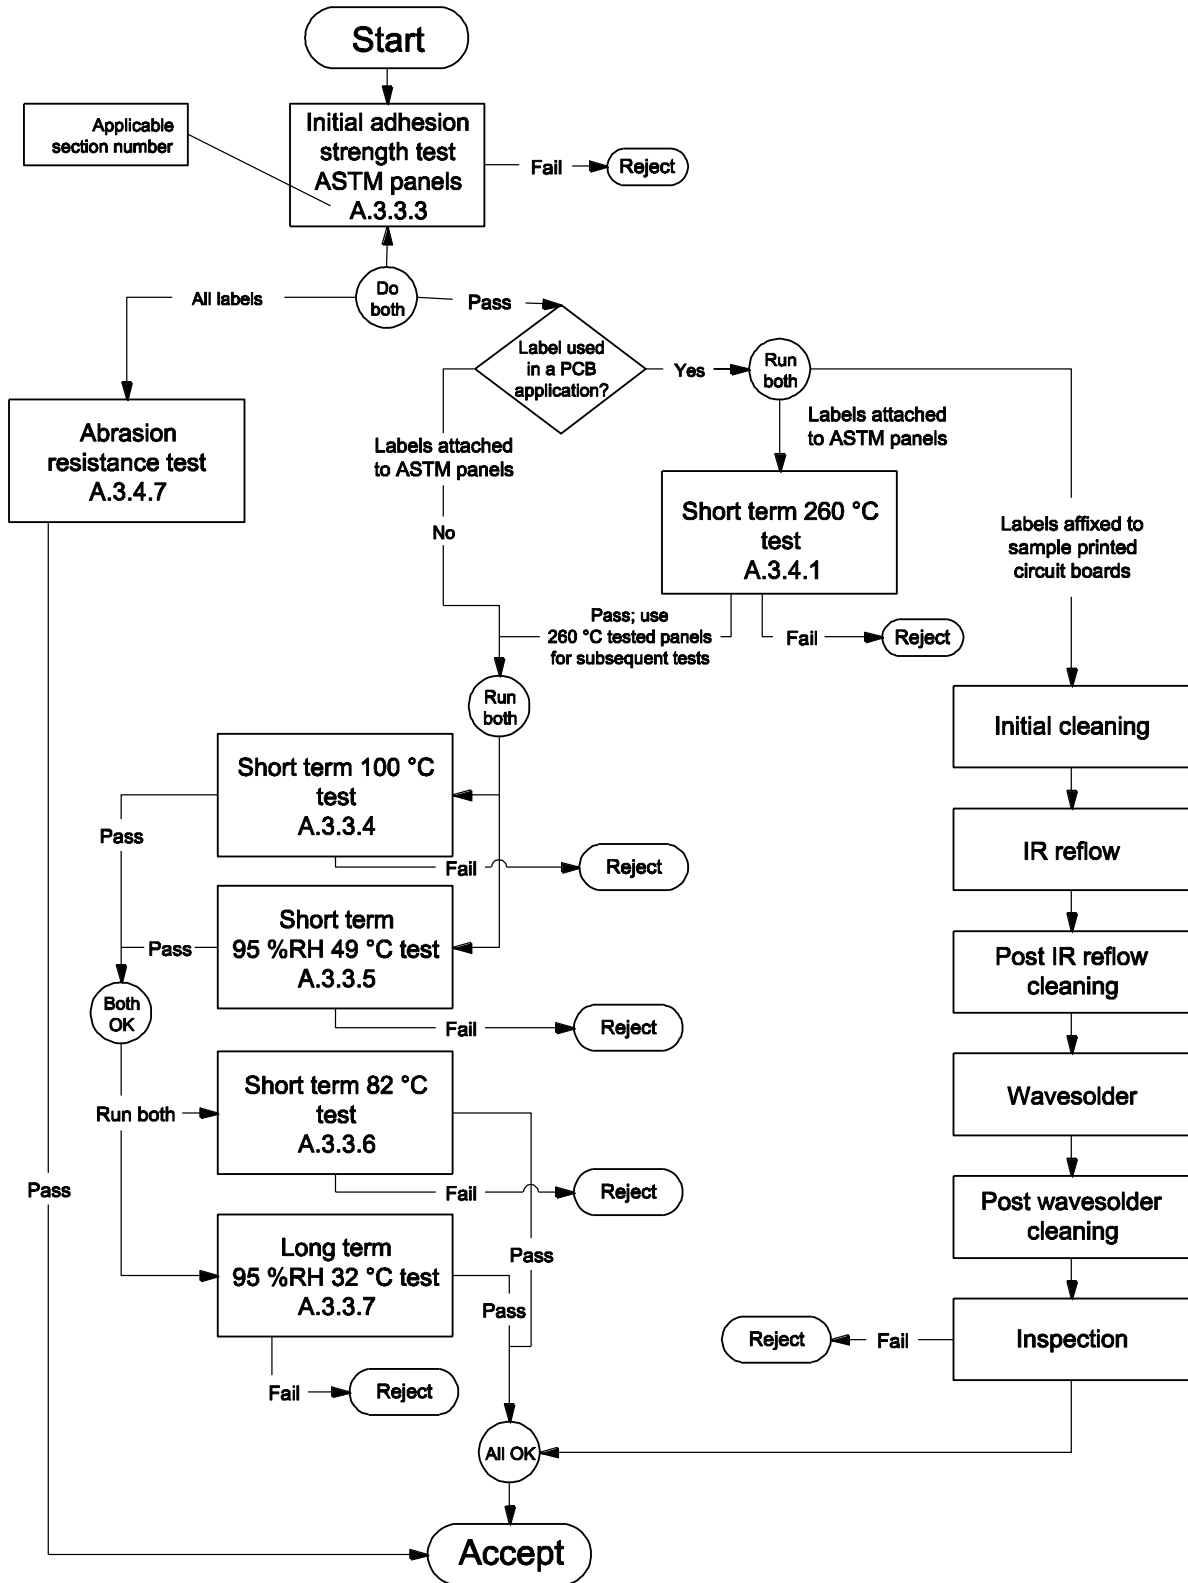 Start
Applicable
section number
Initial adhesion
strength test
ASTM panels
A.3.3.3
Fail
Reject
Do
both
All labels
Pass
Label used
in a PCB
application?
Yes
Run
both
Labels attached
to ASTM panels
Abrasion
resistance test
A.3.4.7
Labels attached
to ASTM panels
No
Short term 260 °C
test
A.3.4.1
Labels affixed to
sample printed
circuit boards
Pass; use
260 °C tested panels
for subsequent tests
Fail
Reject
Run
both
Initial cleaning
Short term 100 °C
test
A.3.3.4
Pass
Fail
Reject
IR reflow
Short term
95 %RH 49 °C test
A.3.3.5
Pass
Post IR reflow
cleaning
Both
OK
Fail
Reject
Short term 82 °C
test
A.3.3.6
Run both
Wavesolder
Pass
Fail
Reject
Post wavesolder
cleaning
Long term
95 %RH 32 °C test
A.3.3.7
Pass
Pass
Inspection
Fail
Reject
Fail
Reject
All OK
Accept